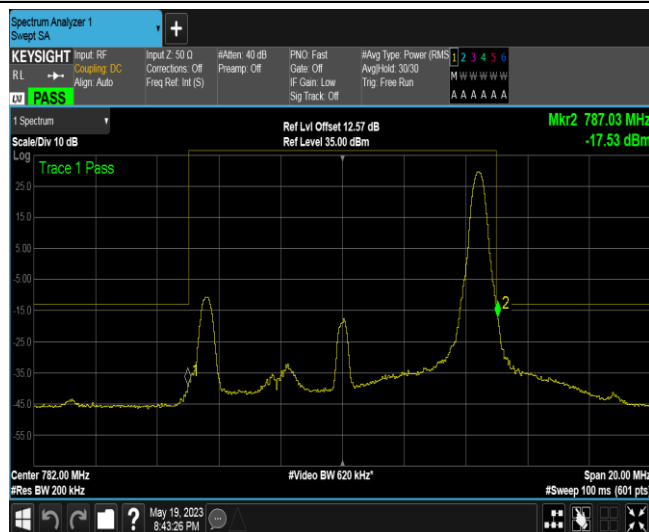 Spectrum Analyzer 1
Swept SA
KEYSIGHT
RL
LXI PASS
Input: RF
Coupling: DC
Align: Auto
Input Z: 50 Ω
Corrections: Off
Freq Ref: Int (S)
#Atten: 40 dB
Preamp: Off
PNO: Fast
Gate: Off
IF Gain: Low
Sig Track: Off
#Avg Type: Power (RMS
Avg|Hold: 30/30
Trig: Free Run
1 2 3 4 5 6
M W W W W W
A A A A A A
1 Spectrum
Scale/Div 10 dB
Ref Lvl Offset 12.57 dB
Ref Level 35.00 dBm
Mkr2 787.03 MHz
-17.53 dBm
Log
Trace 1 Pass
25.0
15.0
5.00
-5.00
-15.0
-25.0
-35.0
-45.0
-55.0
1
2
Center 782.00 MHz
#Res BW 200 kHz
#Video BW 620 kHz*
Span 20.00 MHz
#Sweep 100 ms (601 pts)
?
May 19, 2023
8:43:26 PM